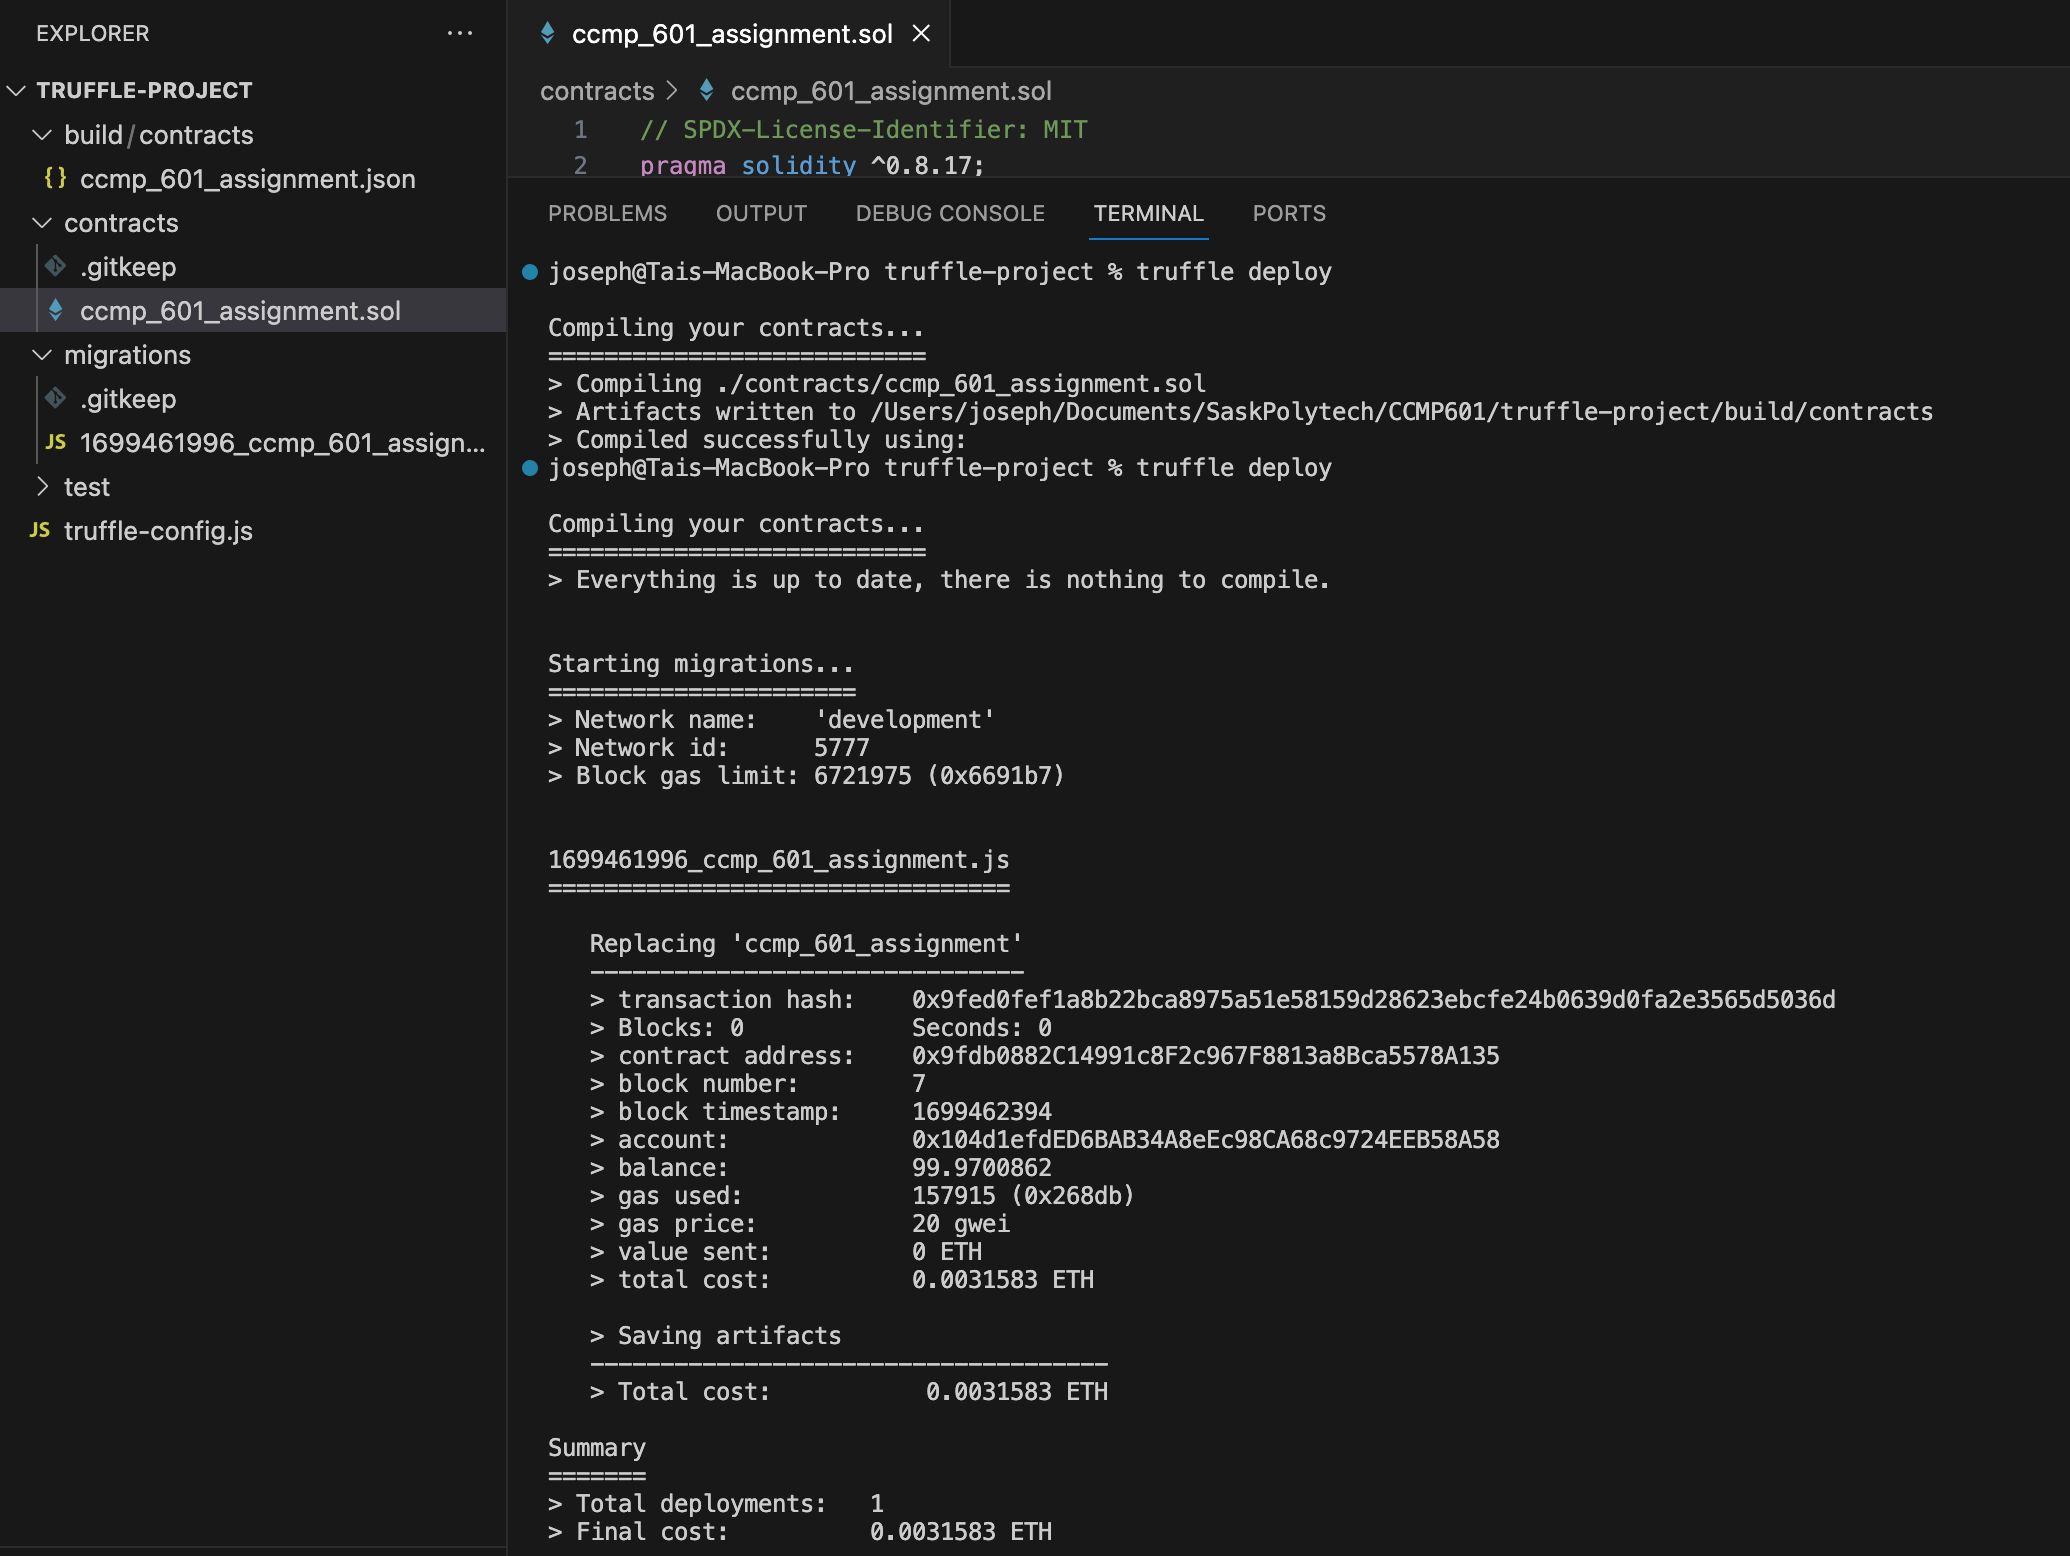 EXPLORER ...
TRUFFLE-PROJECT
build/contracts
{} ccmp_601_assignment.json
contracts
.gitkeep
ccmp_601_assignment.sol
migrations
.gitkeep
JS 1699461996_ccmp_601_assign...
test
JS truffle-config.js
ccmp_601_assignment.sol
contracts > ccmp_601_assignment.sol
1 // SPDX-License-Identifier: MIT
2 pragma solidity ^0.8.17;
PROBLEMS OUTPUT DEBUG CONSOLE TERMINAL PORTS
joseph@Tais-MacBook-Pro truffle-project % truffle deploy
Compiling your contracts...
===========================
> Compiling ./contracts/ccmp_601_assignment.sol
> Artifacts written to /Users/joseph/Documents/SaskPolytech/CCMP601/truffle-project/build/contracts
> Compiled successfully using:
joseph@Tais-MacBook-Pro truffle-project % truffle deploy
Compiling your contracts...
===========================
> Everything is up to date, there is nothing to compile.
Starting migrations...
======================
> Network name:    'development'
> Network id:      5777
> Block gas limit: 6721975 (0x6691b7)
1699461996_ccmp_601_assignment.js
=================================
Replacing 'ccmp_601_assignment'
-------------------------------
> transaction hash:    0x9fed0fef1a8b22bca8975a51e58159d28623ebcfe24b0639d0fa2e3565d5036d
> Blocks: 0            Seconds: 0
> contract address:    0x9fdb0882C14991c8F2c967F8813a8Bca5578A135
> block number:        7
> block timestamp:     1699462394
> account:             0x104d1efdED6BAB34A8eEc98CA68c9724EEB58A58
> balance:             99.9700862
> gas used:            157915 (0x268db)
> gas price:           20 gwei
> value sent:          0 ETH
> total cost:          0.0031583 ETH
> Saving artifacts
-------------------------------------
> Total cost:           0.0031583 ETH
Summary
=======
> Total deployments:   1
> Final cost:          0.0031583 ETH